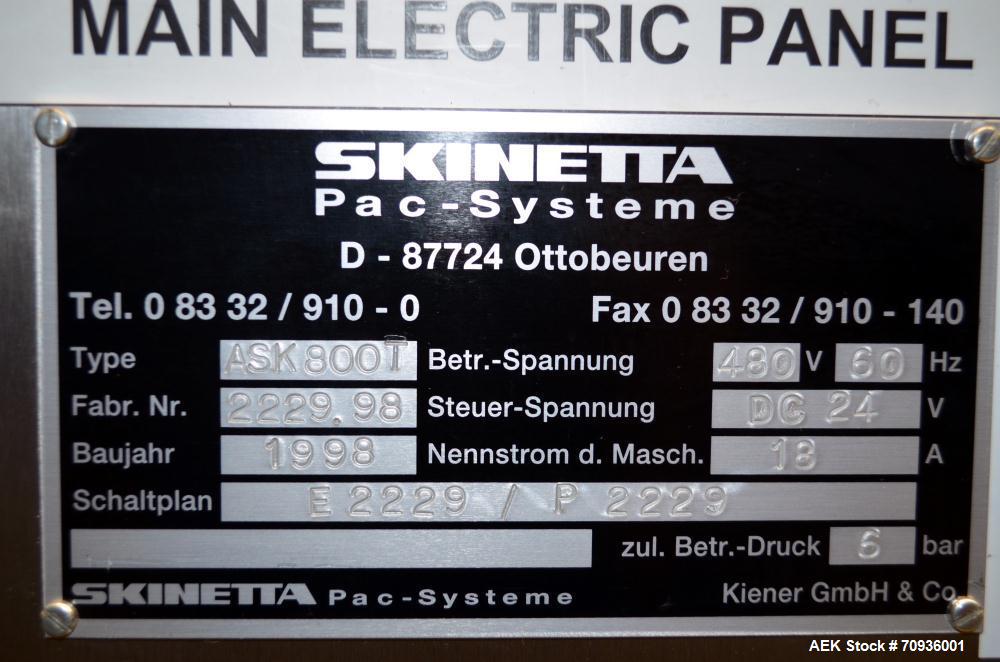 MAIN ELECTRIC PANEL
SKINETTA
Pac-Systeme
D - 87724 Ottobeuren
Tel. 0 83 32 / 910 - 0 Fax 0 83 32 / 910 - 140
Type ASK800T Betr.-Spannung 480 V 60 Hz
Fabr. Nr. 2229.98 Steuer-Spannung DC 24 V
Baujahr 1998 Nennstrom d. Masch. 18 A
Schaltplan E 2229 / P 2229
zul. Betr.-Druck 6 bar
SKINETTA Pac-Systeme Kiener GmbH & Co.
AEK Stock # 70936001